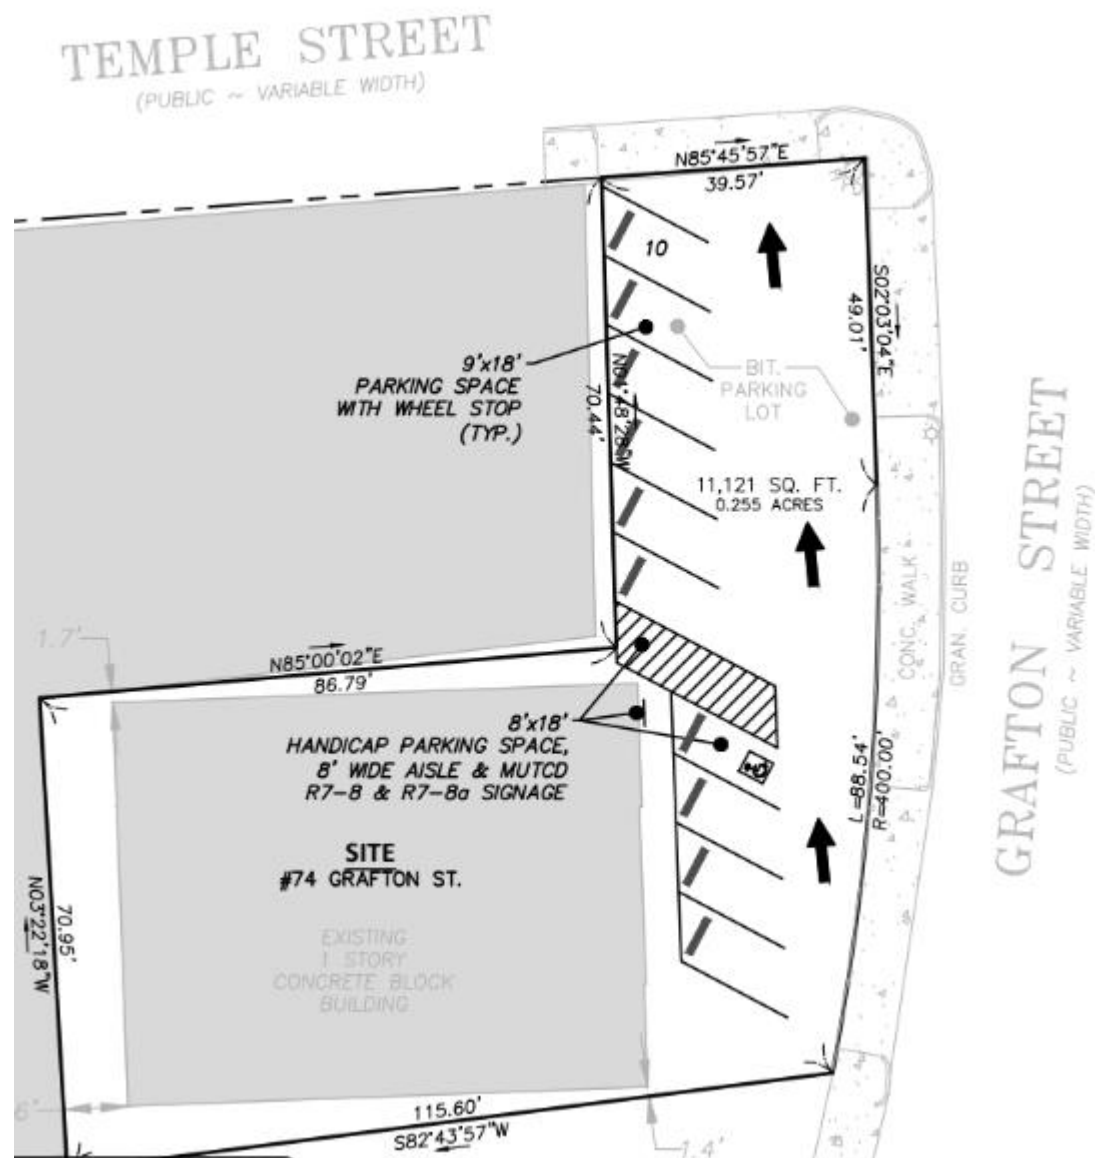 TEMPLE STREET
(PUBLIC ~ VARIABLE WIDTH)
N85°45'57"E
39.57'
10
S02°03'04"E
49.01'
9'x18'
PARKING SPACE
WITH WHEEL STOP
(TYP.)
N04°48'28"W
70.44'
BIT.
PARKING
LOT
11,121 SQ. FT.
0.255 ACRES
GRAFTON STREET
(PUBLIC ~ VARIABLE WIDTH)
CONC. WALK
GRAN. CURB
1.7'
N85°00'02"E
86.79'
8'x18'
HANDICAP PARKING SPACE,
8' WIDE AISLE & MUTCD
R7-8 & R7-8a SIGNAGE
L=88.54'
R=400.00'
SITE
#74 GRAFTON ST.
EXISTING
1 STORY
CONCRETE BLOCK
BUILDING
N03°22'18"W
70.95'
6'
115.60'
S82°43'57"W
1.4'